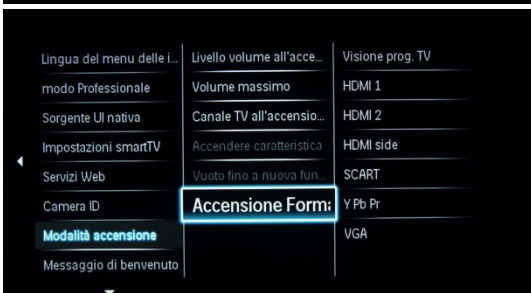 Lingua del menu delle i...
modo Professionale
Sorgente UI nativa
Impostazioni smartTV
Servizi Web
Camera ID
Modalità accensione
Messaggio di benvenuto
Livello volume all'acce...
Volume massimo
Canale TV all'accensio...
Accendere caratteristica
Vuoto fino a nuova fun...
Accensione Forma
Visione prog. TV
HDMI 1
HDMI 2
HDMI side
SCART
Y Pb Pr
VGA